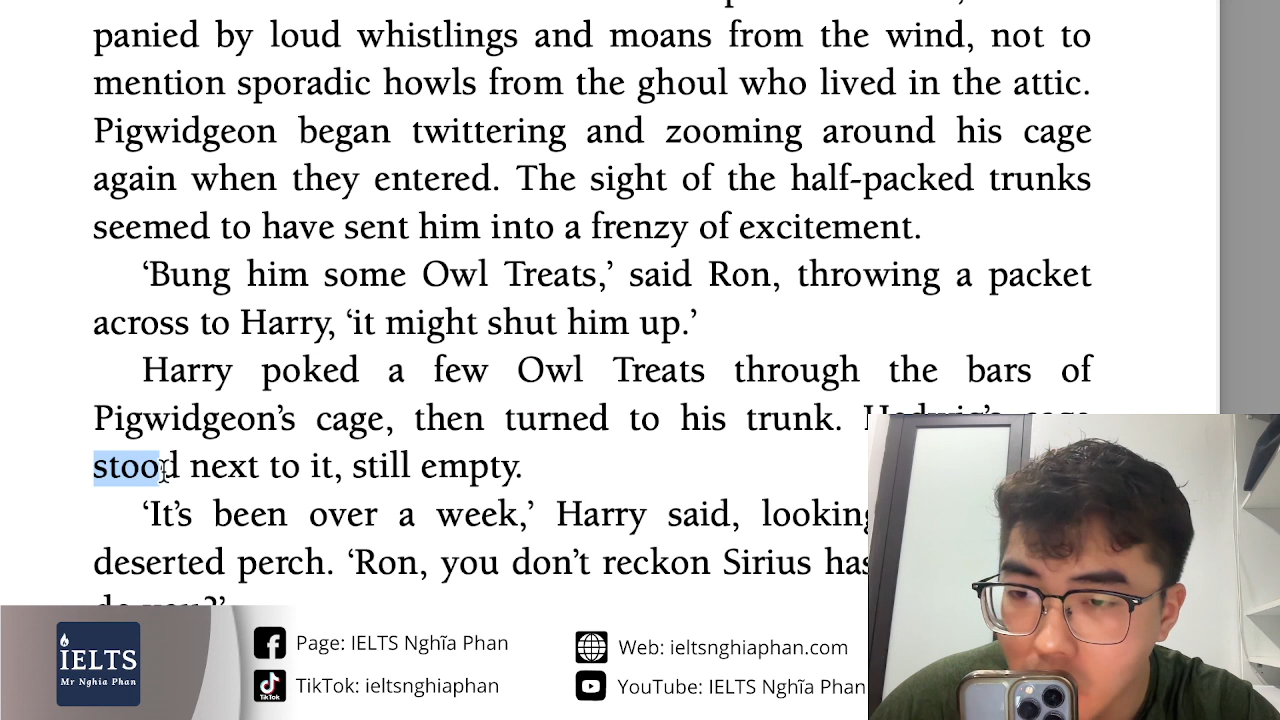 panied by loud whistlings and moans from the wind, not to
mention sporadic howls from the ghoul who lived in the attic.
Pigwidgeon began twittering and zooming around his cage
again when they entered. The sight of the half-packed trunks
seemed to have sent him into a frenzy of excitement.
‘Bung him some Owl Treats,’ said Ron, throwing a packet
across to Harry, ‘it might shut him up.’
Harry poked a few Owl Treats through the bars of
Pigwidgeon’s cage, then turned to his trunk. Hedwig’s cage
stood next to it, still empty.
‘It’s been over a week,’ Harry said, looking
deserted perch. ‘Ron, you don’t reckon Sirius has
do you?’
IELTS
Mr Nghia Phan
Page: IELTS Nghĩa Phan
TikTok: ieltsnghiaphan
TikTok
Web: ieltsnghiaphan.com
YouTube: IELTS Nghĩa Phan